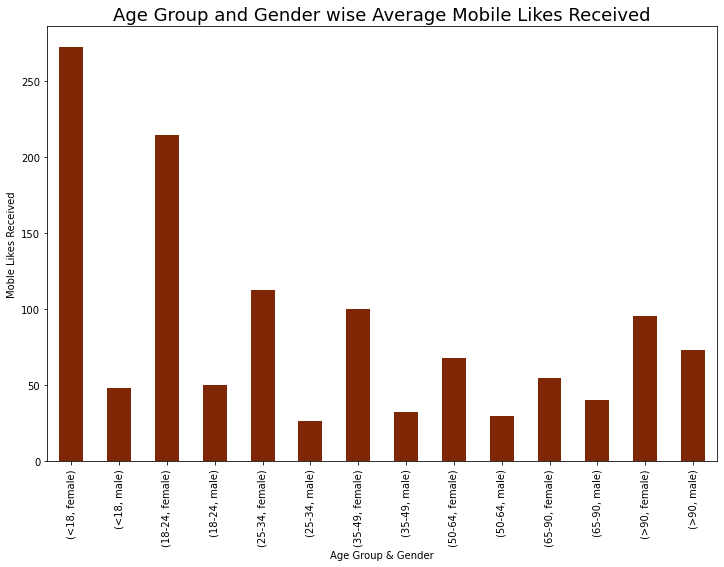 Age Group and Gender wise Average Mobile Likes Received
Moble Likes Received
250
200
150
100
50
0
(<18, female)
(<18, male)
(18-24, female)
(18-24, male)
(25-34, female)
(25-34, male)
(35-49, female)
(35-49, male)
(50-64, female)
(50-64, male)
(65-90, female)
(65-90, male)
(>90, female)
(>90, male)
Age Group & Gender